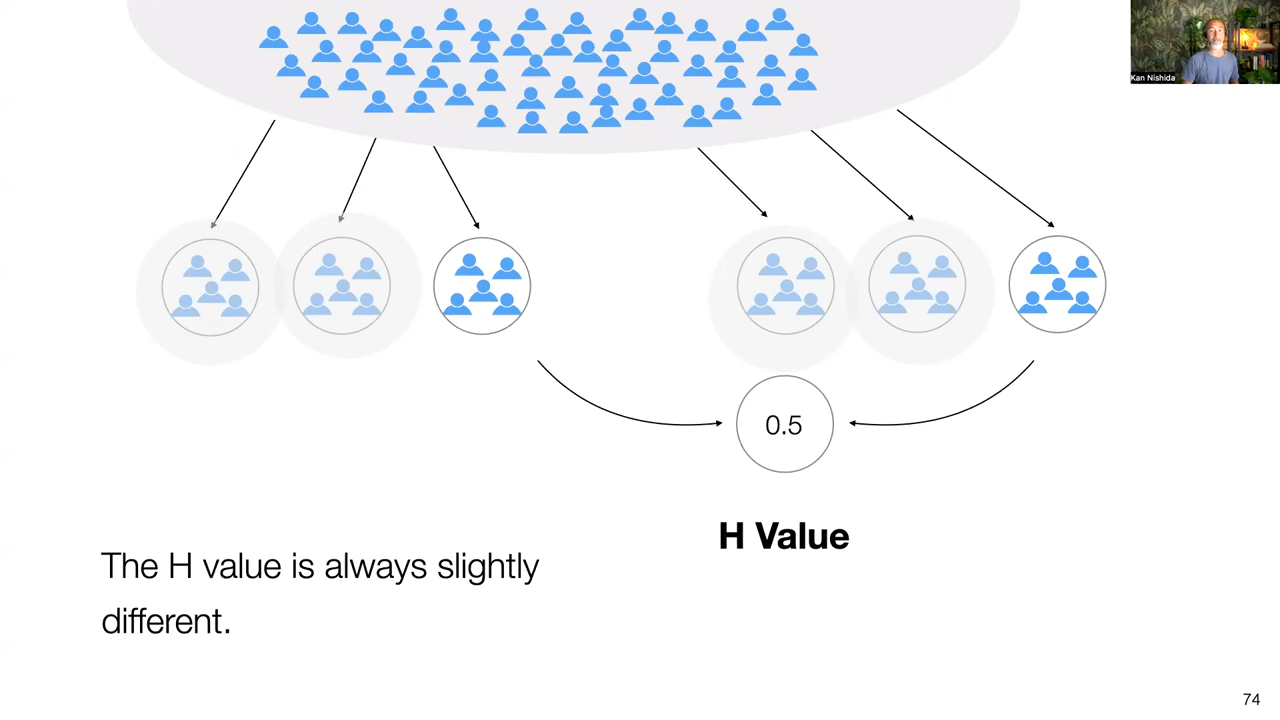 Kan Nishida
0.5
H Value
The H value is always slightly
different.
74